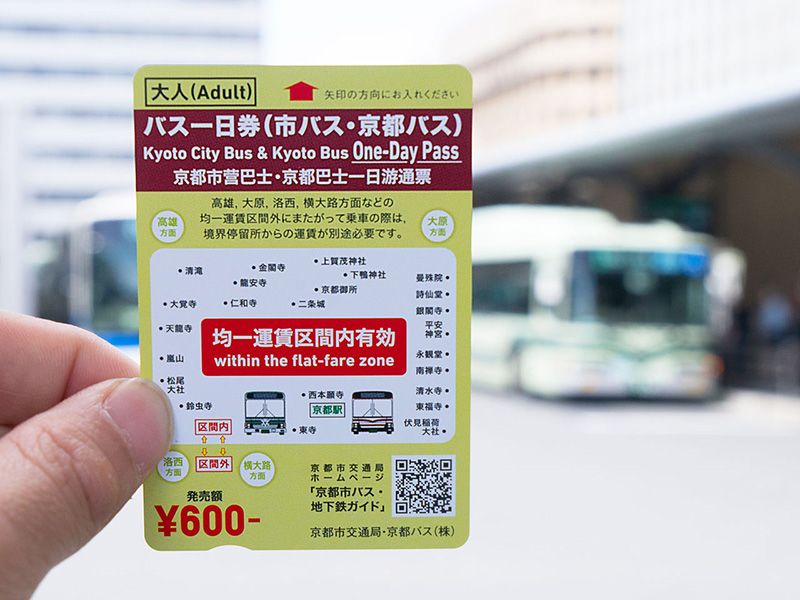 大人(Adult)
矢印の方向にお入れください
バス一日券(市バス・京都バス)
Kyoto City Bus & Kyoto Bus One-Day Pass
京都市营巴士・京都巴士一日游通票
高雄, 大原, 洛西, 横大路方面などの
均一運賃区間外にまたがって乗車の際は,
境界停留所からの運賃が別途必要です。
高雄
方面
大原
方面
・清滝
・金閣寺
・上賀茂神社
・龍安寺
・下鴨神社
・京都御所
・大覚寺
・仁和寺
・二条城
曼殊院・
詩仙堂・
銀閣寺・
平安
神宮・
永観堂・
南禅寺・
清水寺・
東福寺・
伏見稲荷
大社・
・天龍寺
・嵐山
・松尾
大社
・鈴虫寺
均一運賃区間内有効
within the flat-fare zone
・西本願寺
京都駅
・東寺
区間内
区間外
洛西
方面
横大路
方面
発売額
¥600-
京都市交通局
ホームページ
「京都市バス・
地下鉄ガイド」
京都市交通局・京都バス(株)